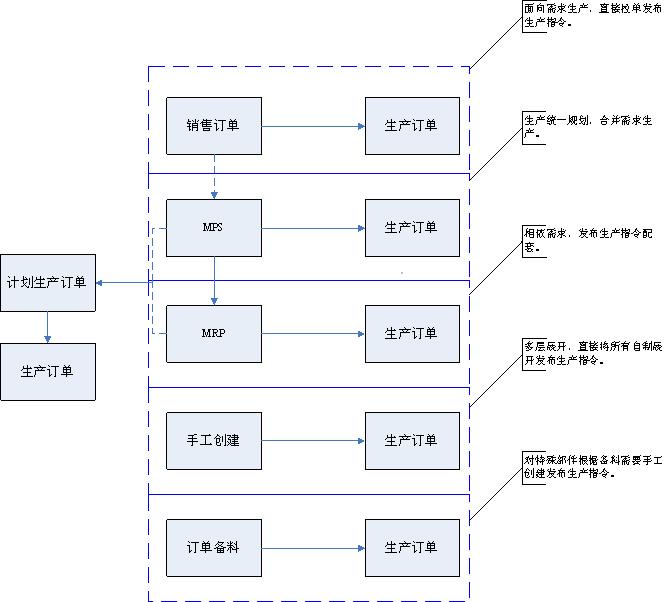 面向需求生产，直接检单发布
生产指令。
销售订单
生产订单
生产统一规划，合并需求生
产。
MPS
生产订单
相依需求，发布生产指令配
套。
计划生产订单
MRP
生产订单
生产订单
多层展开，直接将所有自制展
开发布生产指令。
手工创建
生产订单
对特殊部件根据备料需要手工
创建发布生产指令。
订单备料
生产订单